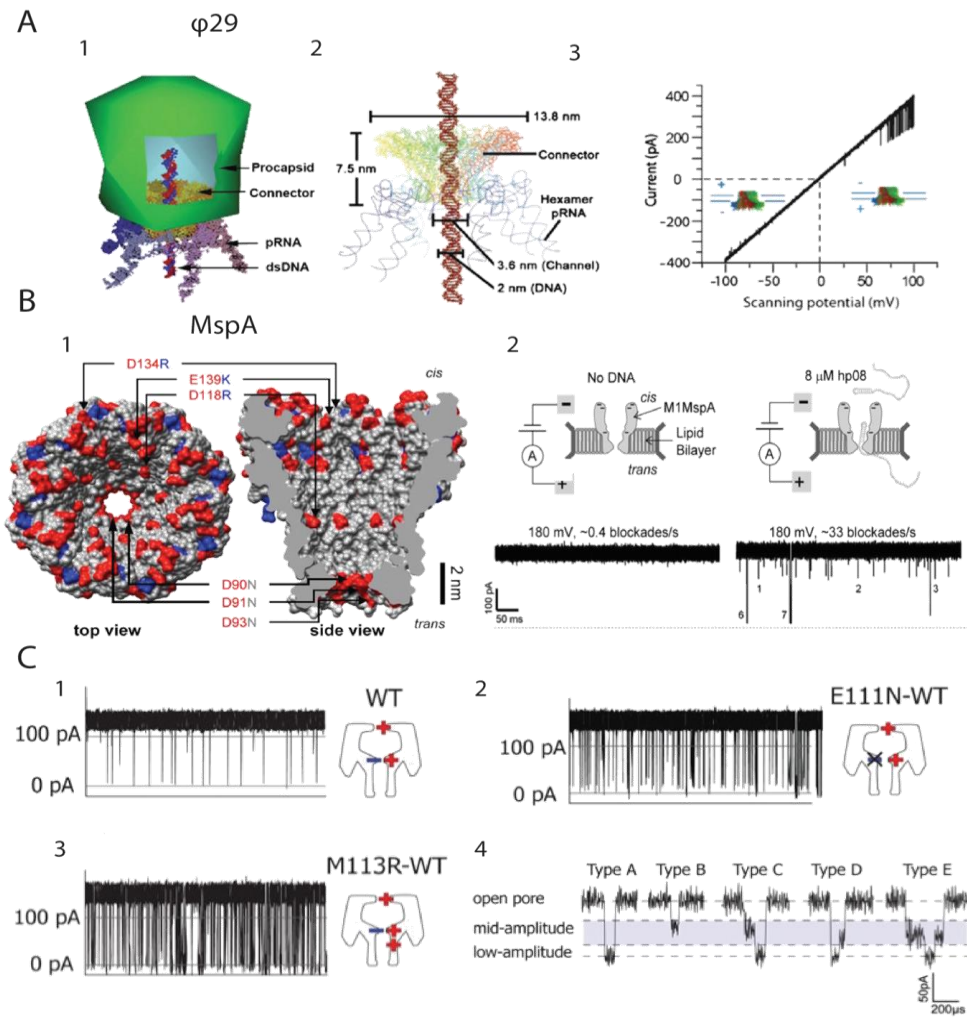 A
φ29
1
2
3
Procapsid
Connector
pRNA
dsDNA
13.8 nm
7.5 nm
Connector
Hexamer
pRNA
3.6 nm (Channel)
2 nm (DNA)
Current (pA)
400
200
0
-200
-400
-100
-50
0
50
100
Scanning potential (mV)
+
-
-
+
B
MspA
1
D134R
E139K
D118R
cis
D90N
D91N
D93N
2 nm
top view
side view
trans
2
No DNA
8 μM hp08
cis
M1MspA
Lipid
Bilayer
trans
A
+
A
+
180 mV, ~0.4 blockades/s
180 mV, ~33 blockades/s
100 pA
50 ms
1
2
3
6
7
C
1
WT
100 pA
0 pA
2
E111N-WT
100 pA
0 pA
3
M113R-WT
100 pA
0 pA
4
Type A
Type B
Type C
Type D
Type E
open pore
mid-amplitude
low-amplitude
50pA
200μs